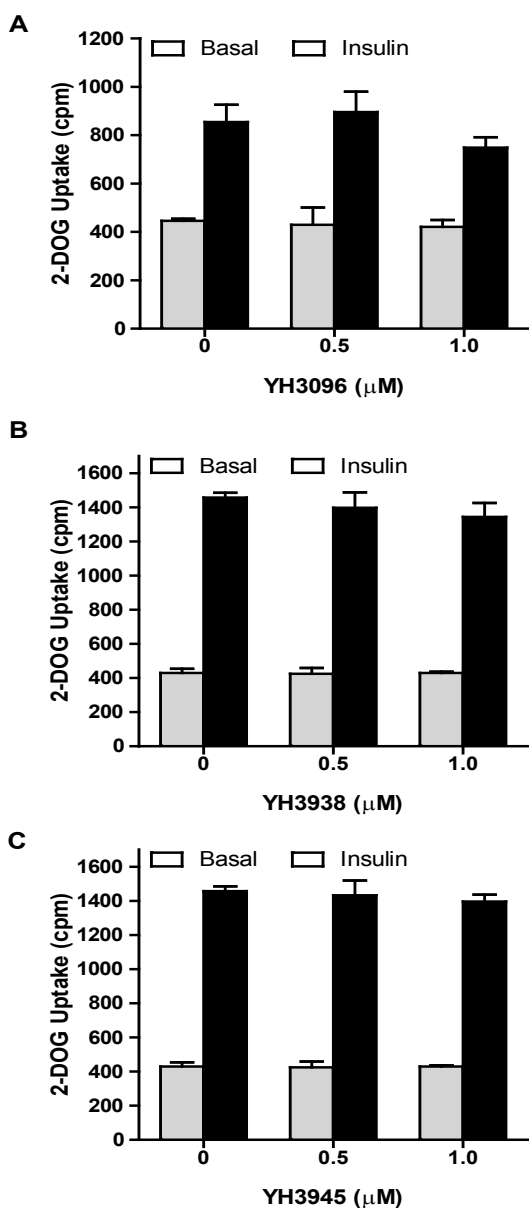 A
Basal Insulin
1200
1000
800
600
400
200
0
2-DOG Uptake (cpm)
0 0.5 1.0
YH3096 (μM)
B
Basal Insulin
1600
1400
1200
1000
800
600
400
200
0
2-DOG Uptake (cpm)
0 0.5 1.0
YH3938 (μM)
C
Basal Insulin
1600
1400
1200
1000
800
600
400
200
0
2-DOG Uptake (cpm)
0 0.5 1.0
YH3945 (μM)